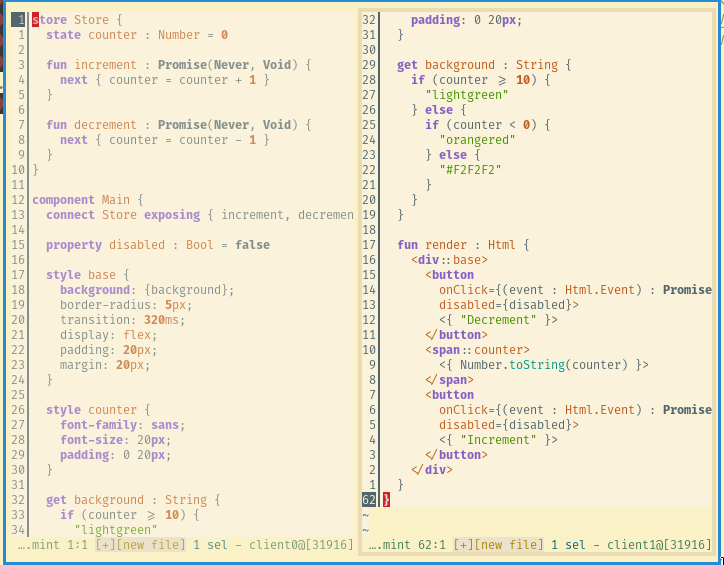 1 store Store {
1 state counter : Number = 0
2
3 fun increment : Promise(Never, Void) {
4 next { counter = counter + 1 }
5 }
6
7 fun decrement : Promise(Never, Void) {
8 next { counter = counter - 1 }
9 }
10 }
11
12 component Main {
13 connect Store exposing { increment, decremen
14
15 property disabled : Bool = false
16
17 style base {
18 background: {background};
19 border-radius: 5px;
20 transition: 320ms;
21 display: flex;
22 padding: 20px;
23 margin: 20px;
24 }
25
26 style counter {
27 font-family: sans;
28 font-size: 20px;
29 padding: 0 20px;
30 }
31
32 get background : String {
33 if (counter ≥ 10) {
34 "lightgreen"
….mint 1:1 [+][new file] 1 sel - client0@[31916]
32 padding: 0 20px;
31 }
30
29 get background : String {
28 if (counter ≥ 10) {
27 "lightgreen"
26 } else {
25 if (counter < 0) {
24 "orangered"
23 } else {
22 "#F2F2F2"
21 }
20 }
19 }
18
17 fun render : Html {
16 <div::base>
15 <button
14 onClick={(event : Html.Event) : Promise
13 disabled={disabled}>
12 <{ "Decrement" }>
11 </button>
10 <span::counter>
9 <{ Number.toString(counter) }>
8 </span>
7 <button
6 onClick={(event : Html.Event) : Promise
5 disabled={disabled}>
4 <{ "Increment" }>
3 </button>
2 </div>
1 }
62 }
~
~
….mint 62:1 [+][new file] 1 sel - client1@[31916]